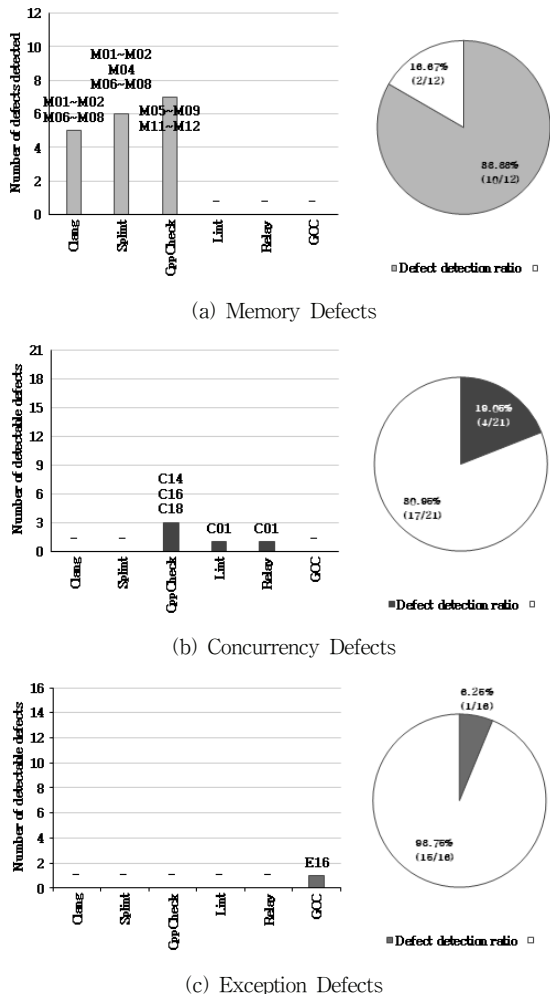 Number of defects detected
12
10
8
6
4
2
0
M01~M02
M06~M08
M01~M02
M04
M06~M08
M05~M09
M11~M12
–
–
–
Clang
Splint
CppCheck
Lint
Relay
GCC
16.67%
(2/12)
83.33%
(10/12)
Defect detection ratio
(a) Memory Defects
Number of detectable defects
21
18
15
12
9
6
3
0
–
–
C14
C16
C18
C01
C01
–
Clang
Splint
CppCheck
Lint
Relay
GCC
19.05%
(4/21)
80.95%
(17/21)
Defect detection ratio
(b) Concurrency Defects
Number of detectable defects
16
14
12
10
8
6
4
2
0
–
–
–
–
–
E16
Clang
Splint
CppCheck
Lint
Relay
GCC
6.25%
(1/16)
93.75%
(15/16)
Defect detection ratio
(c) Exception Defects